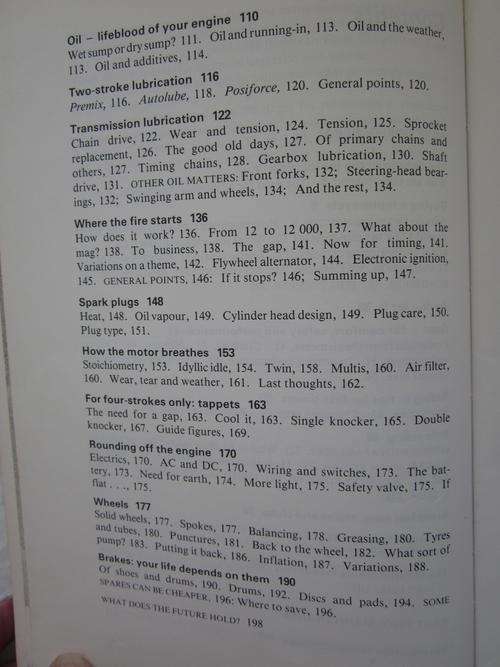 Oil – lifeblood of your engine 110
Wet sump or dry sump? 111. Oil and running-in, 113. Oil and the weather,
113. Oil and additives, 114.
Two-stroke lubrication 116
Premix, 116. Autolube, 118. Posiforce, 120. General points, 120.
Transmission lubrication 122
Chain drive, 122. Wear and tension, 124. Tension, 125. Sprocket
replacement, 126. The good old days, 127. Of primary chains and
others, 127. Timing chains, 128. Gearbox lubrication, 130. Shaft
drive, 131. OTHER OIL MATTERS: Front forks, 132; Steering-head bear-
ings, 132; Swinging arm and wheels, 134; And the rest, 134.
Where the fire starts 136
How does it work? 136. From 12 to 12 000, 137. What about the
mag? 138. To business, 138. The gap, 141. Now for timing, 141.
Variations on a theme, 142. Flywheel alternator, 144. Electronic ignition,
145. GENERAL POINTS, 146: If it stops? 146; Summing up, 147.
Spark plugs 148
Heat, 148. Oil vapour, 149. Cylinder head design, 149. Plug care, 150.
Plug type, 151.
How the motor breathes 153
Stoichiometry, 153. Idyllic idle, 154. Twin, 158. Multis, 160. Air filter,
160. Wear, tear and weather, 161. Last thoughts, 162.
For four-strokes only: tappets 163
The need for a gap, 163. Cool it, 163. Single knocker, 165. Double
knocker, 167. Guide figures, 169.
Rounding off the engine 170
Electrics, 170. AC and DC, 170. Wiring and switches, 173. The bat-
tery, 173. Need for earth, 174. More light, 175. Safety valve, 175. If
flat . . ., 175.
Wheels 177
Solid wheels, 177. Spokes, 177. Balancing, 178. Greasing, 180. Tyres
and tubes, 180. Punctures, 181. Back to the wheel, 182. What sort of
pump? 183. Putting it back, 186. Inflation, 187. Variations, 188.
Brakes: your life depends on them 190
Of shoes and drums, 190. Drums, 192. Discs and pads, 194. SOME
SPARES CAN BE CHEAPER, 196: Where to save, 196.
WHAT DOES THE FUTURE HOLD? 198